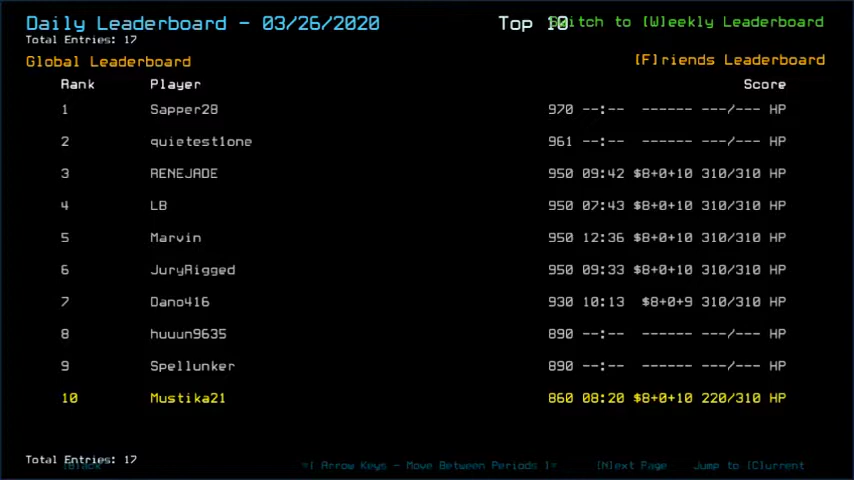 Daily Leaderboard - 03/26/2020 Top 10 Switch to [W]eekly Leaderboard
Total Entries: 17
Global Leaderboard [F]riends Leaderboard
Rank Player Score
1 Sapper28 970 --:-- ------ ---/--- HP
2 quietest1one 961 --:-- ------ ---/--- HP
3 RENEJADE 950 09:42 $8+0+10 310/310 HP
4 LB 950 07:43 $8+0+10 310/310 HP
5 Marvin 950 12:36 $8+0+10 310/310 HP
6 JuryRigged 950 09:33 $8+0+10 310/310 HP
7 Dano416 930 10:13 $8+0+9 310/310 HP
8 huuun9635 890 --:-- ------ ---/--- HP
9 Spellunker 890 --:-- ------ ---/--- HP
10 Mustika21 860 08:20 $8+0+10 220/310 HP
Total Entries: 17
[B]ack =[ Arrow Keys - Move Between Periods ]= [N]ext Page Jump to [C]urrent